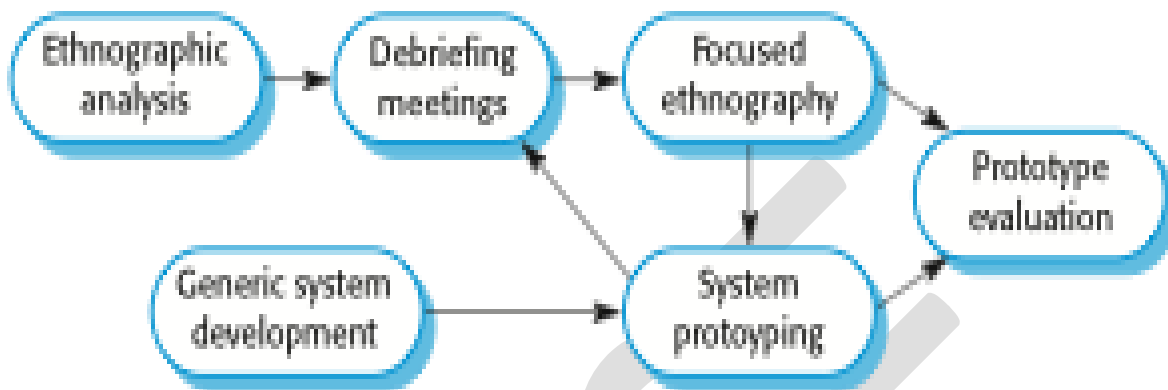 Ethnographic
analysis
Debriefing
meetings
Focused
ethnography
Prototype
evaluation
Generic system
development
System
protoyping